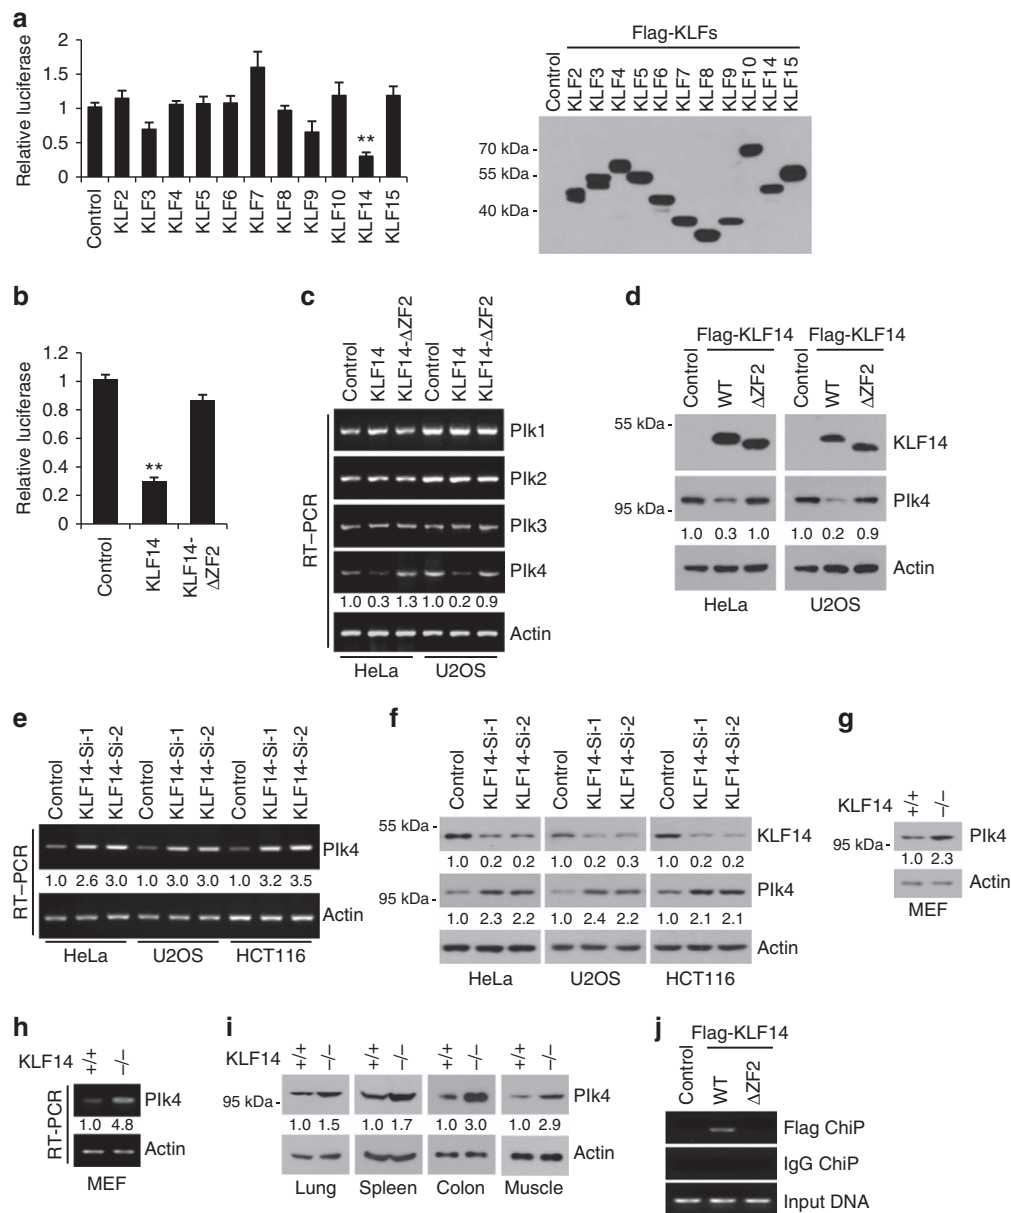 a
Relative luciferase
2
1.5
1
0.5
0
**
Control
KLF2
KLF3
KLF4
KLF5
KLF6
KLF7
KLF8
KLF9
KLF10
KLF14
KLF15
Flag-KLFs
Control
KLF2
KLF3
KLF4
KLF5
KLF6
KLF7
KLF8
KLF9
KLF10
KLF14
KLF15
70 kDa -
55 kDa -
40 kDa -
b
Relative luciferase
1.2
1
0.8
0.6
0.4
0.2
0
**
Control
KLF14
KLF14-
ΔZF2
c
Control
KLF14
KLF14-ΔZF2
Control
KLF14
KLF14-ΔZF2
RT–PCR
Plk1
Plk2
Plk3
Plk4
1.0 0.3 1.3 1.0 0.2 0.9
Actin
HeLa U2OS
d
Flag-KLF14 Flag-KLF14
Control
WT
ΔZF2
Control
WT
ΔZF2
55 kDa -
KLF14
Plk4
95 kDa -
1.0 0.3 1.0 1.0 0.2 0.9
Actin
HeLa U2OS
e
Control
KLF14-Si-1
KLF14-Si-2
Control
KLF14-Si-1
KLF14-Si-2
Control
KLF14-Si-1
KLF14-Si-2
RT–PCR
Plk4
1.0 2.6 3.0 1.0 3.0 3.0 1.0 3.2 3.5
Actin
HeLa U2OS HCT116
f
Control
KLF14-Si-1
KLF14-Si-2
Control
KLF14-Si-1
KLF14-Si-2
Control
KLF14-Si-1
KLF14-Si-2
55 kDa -
KLF14
1.0 0.2 0.2 1.0 0.2 0.3 1.0 0.2 0.2
Plk4
95 kDa -
1.0 2.3 2.2 1.0 2.4 2.2 1.0 2.1 2.1
Actin
HeLa U2OS HCT116
g
KLF14 +/+ –/–
Plk4
95 kDa -
1.0 2.3
Actin
MEF
h
KLF14 +/+ –/–
RT-PCR
Plk4
1.0 4.8
Actin
MEF
i
KLF14 +/+ –/– +/+ –/– +/+ –/– +/+ –/–
95 kDa -
Plk4
1.0 1.5 1.0 1.7 1.0 3.0 1.0 2.9
Actin
Lung Spleen Colon Muscle
j
Flag-KLF14
Control
WT
ΔZF2
Flag ChiP
IgG ChiP
Input DNA